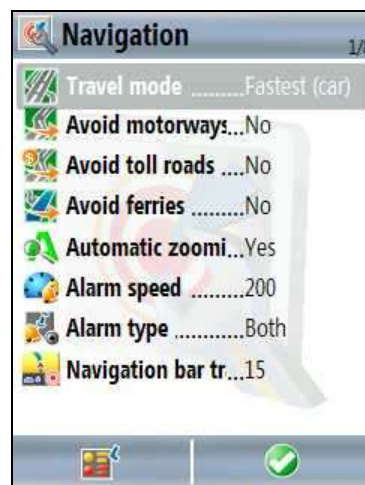 Navigation
1/8
Travel mode .........Fastest (car)
Avoid motorways...No
Avoid toll roads ....No
Avoid ferries .........No
Automatic zoomi...Yes
Alarm speed .........200
Alarm type ............Both
Navigation bar tr...15